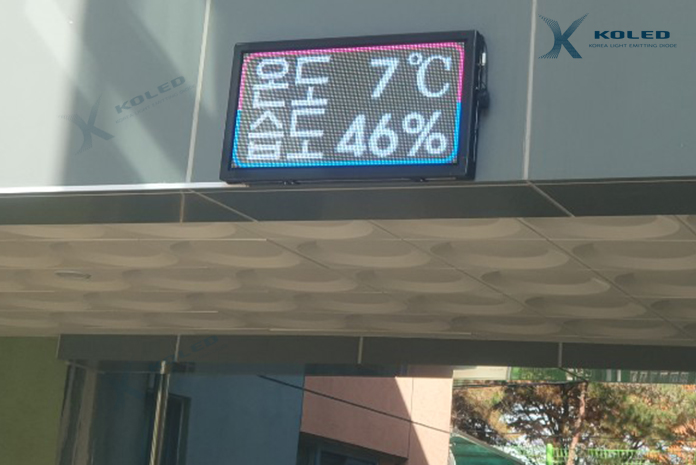 KOLED
KOREA LIGHT EMITTING DIODE
온도 7℃
습도 46%
KOLED